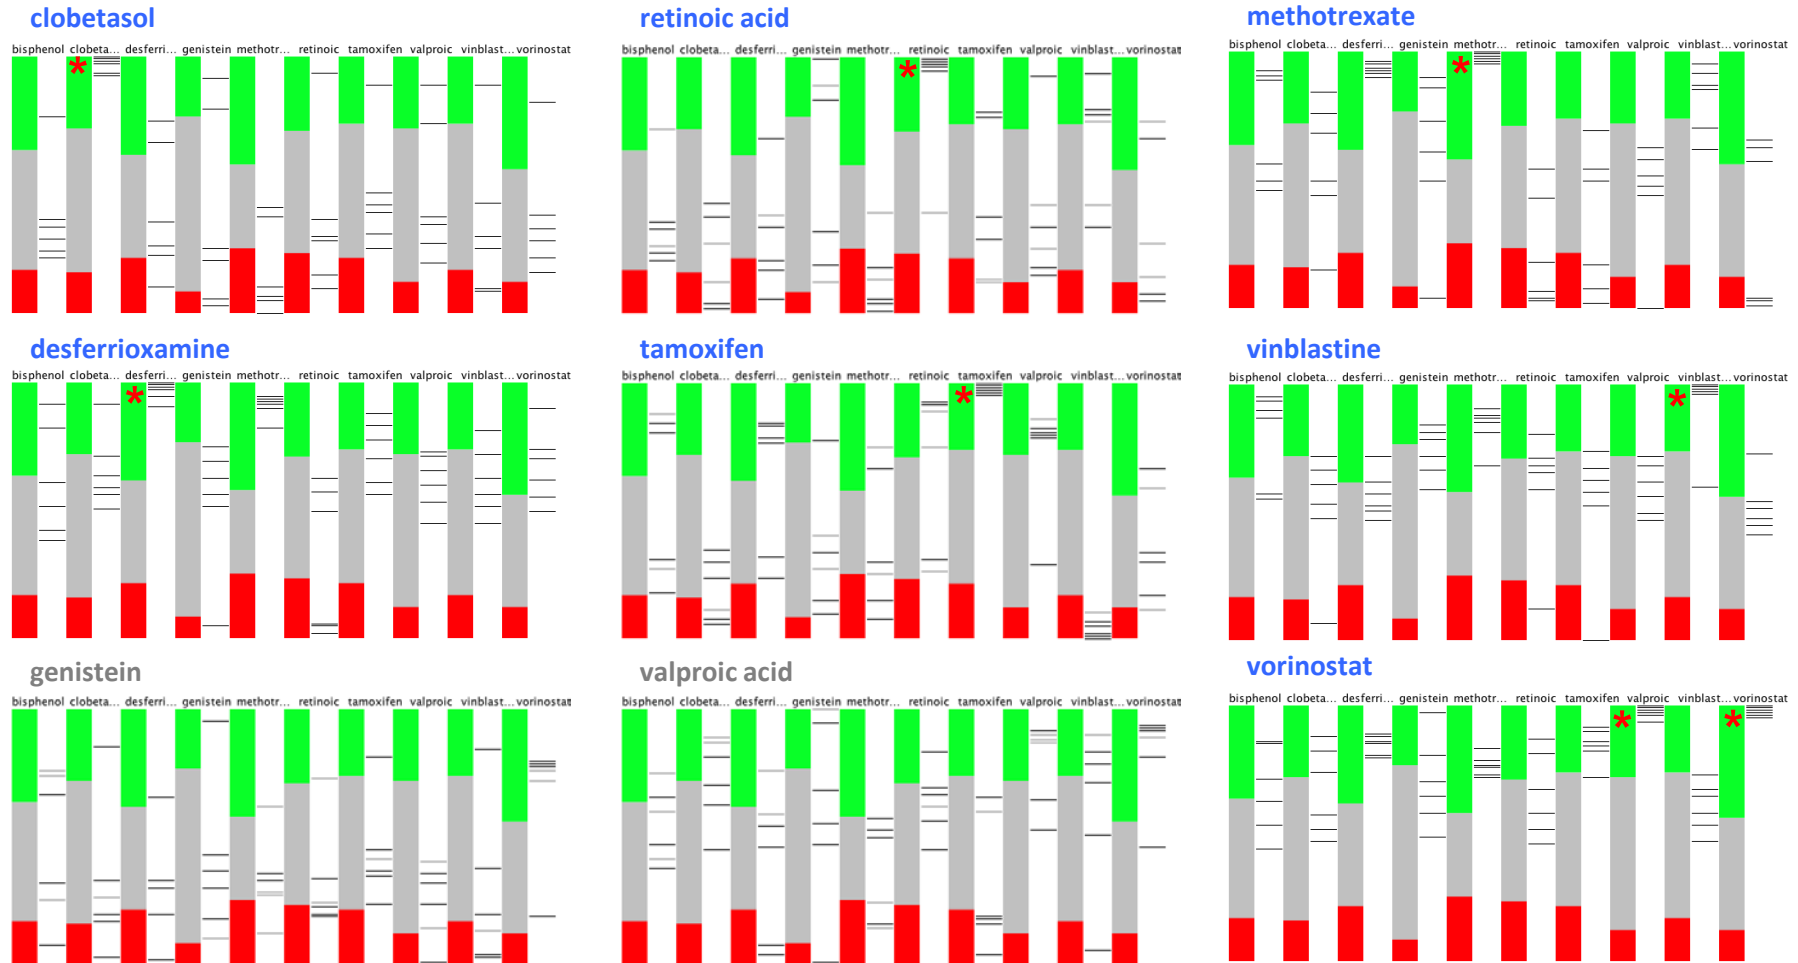 clobetasol
bisphenol clobeta... desferri... genistein methotr... retinoic tamoxifen valproic vinblast... vorinostat
*
retinoic acid
bisphenol clobeta... desferri... genistein methotr... retinoic tamoxifen valproic vinblast... vorinostat
*
methotrexate
bisphenol clobeta... desferri... genistein methotr... retinoic tamoxifen valproic vinblast... vorinostat
*
desferrioxamine
bisphenol clobeta... desferri... genistein methotr... retinoic tamoxifen valproic vinblast... vorinostat
*
tamoxifen
bisphenol clobeta... desferri... genistein methotr... retinoic tamoxifen valproic vinblast... vorinostat
*
vinblastine
bisphenol clobeta... desferri... genistein methotr... retinoic tamoxifen valproic vinblast... vorinostat
*
genistein
bisphenol clobeta... desferri... genistein methotr... retinoic tamoxifen valproic vinblast... vorinostat
valproic acid
bisphenol clobeta... desferri... genistein methotr... retinoic tamoxifen valproic vinblast... vorinostat
vorinostat
bisphenol clobeta... desferri... genistein methotr... retinoic tamoxifen valproic vinblast... vorinostat
* *